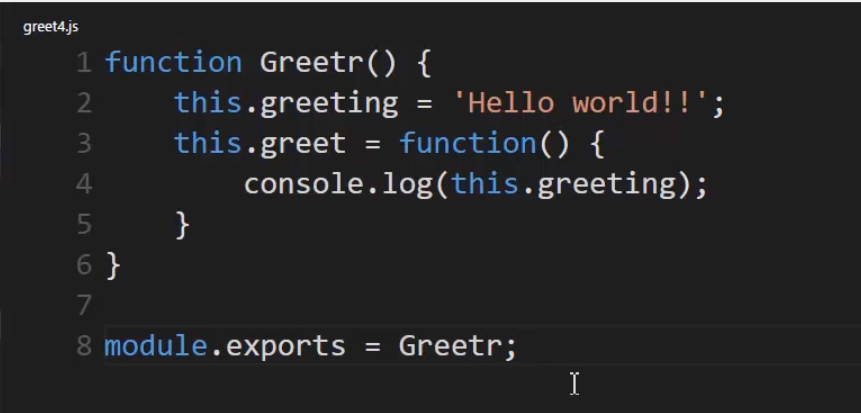 greet4.js
1 function Greetr() {
2     this.greeting = 'Hello world!!';
3     this.greet = function() {
4         console.log(this.greeting);
5     }
6 }
7
8 module.exports = Greetr;